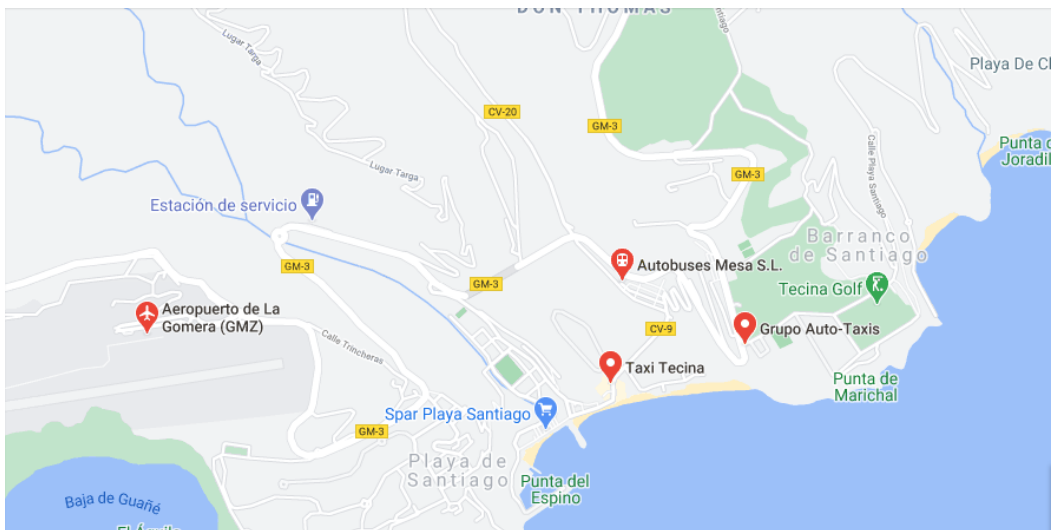 DON THOMAS
Lugar Targa
CV-20
Playa De
GM-3
Punta
Joradil
Calle Playa Santiago
Lugar Targa
GM-3
Estación de servicio
Barranco
de Santiago
GM-3
Autobuses Mesa S.L.
GM-3
Tecina Golf
Aeropuerto de La
Gomera (GMZ)
CV-9
Grupo Auto-Taxis
Calle Trincheras
Taxi Tecina
Punta de
Marichal
Spar Playa Santiago
GM-3
Playa de
Santiago
Punta del
Espino
Baja de Guañé